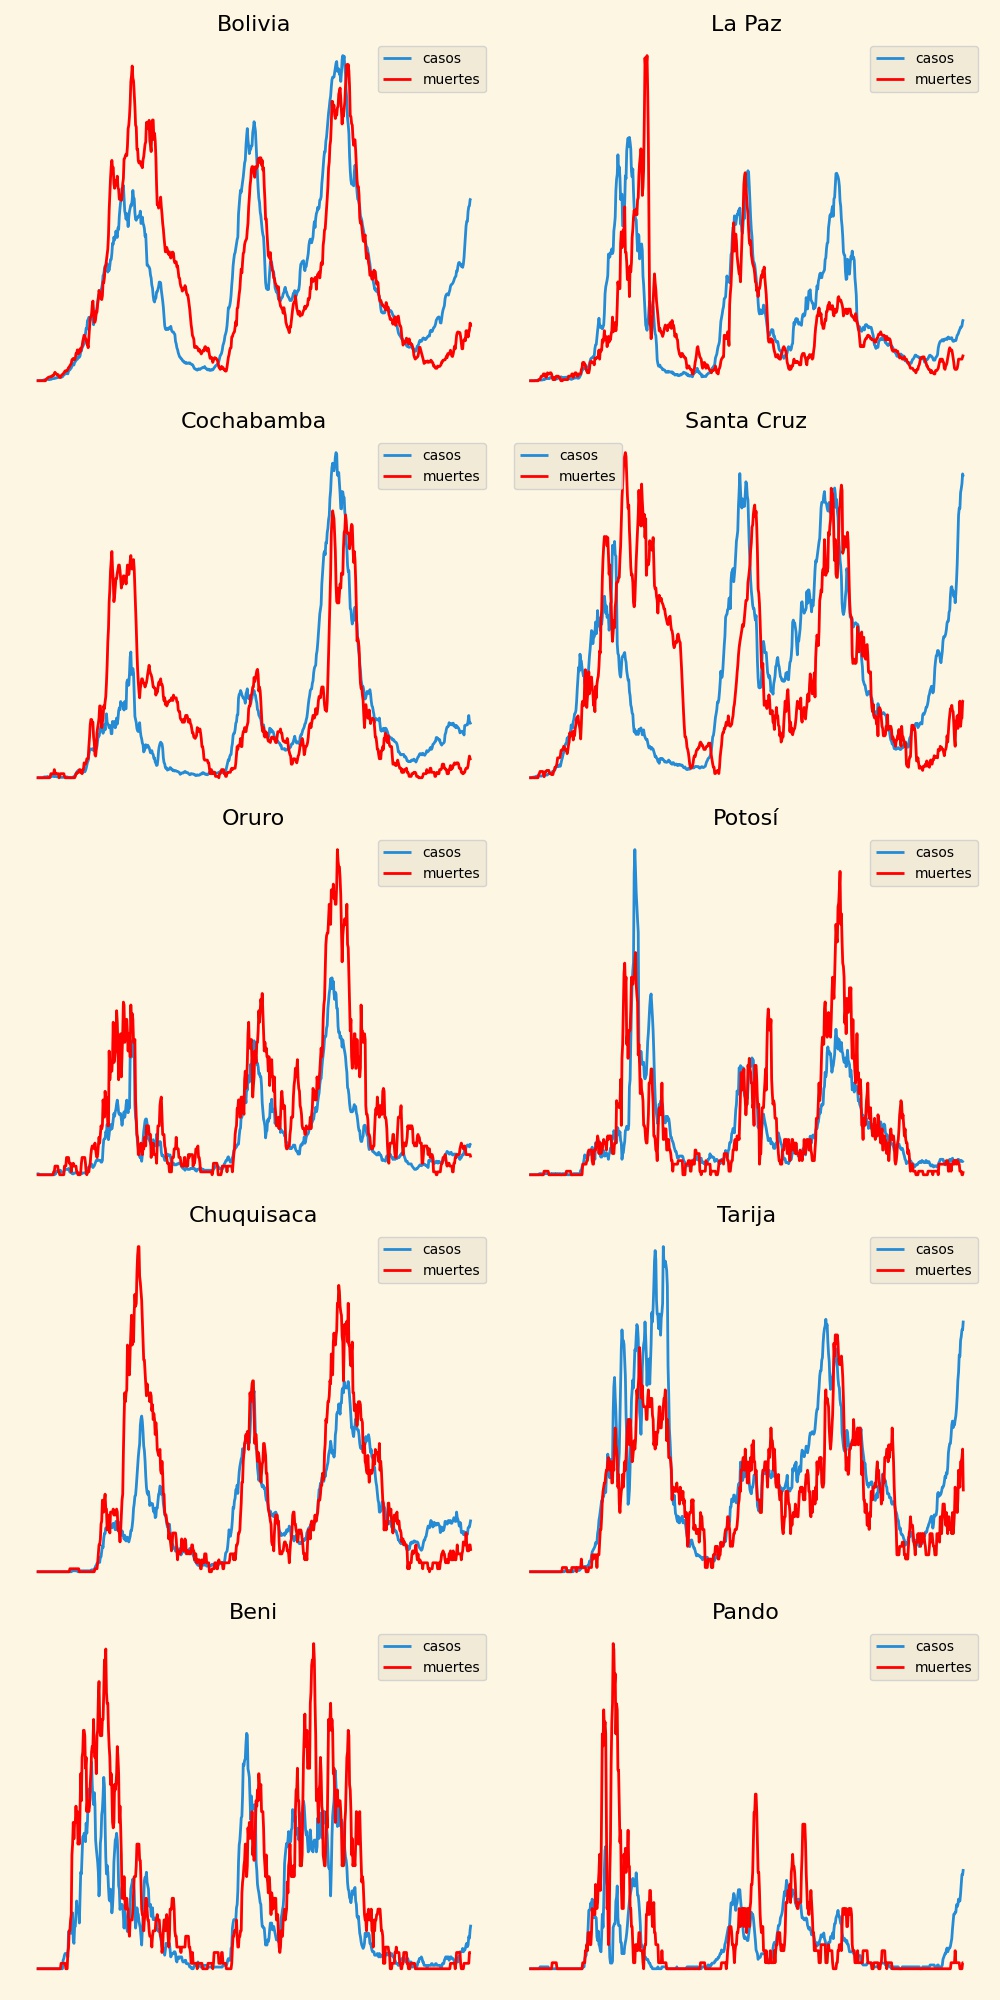 Bolivia
casos
muertes
La Paz
casos
muertes
Cochabamba
casos
muertes
Santa Cruz
casos
muertes
Oruro
casos
muertes
Potosí
casos
muertes
Chuquisaca
casos
muertes
Tarija
casos
muertes
Beni
casos
muertes
Pando
casos
muertes